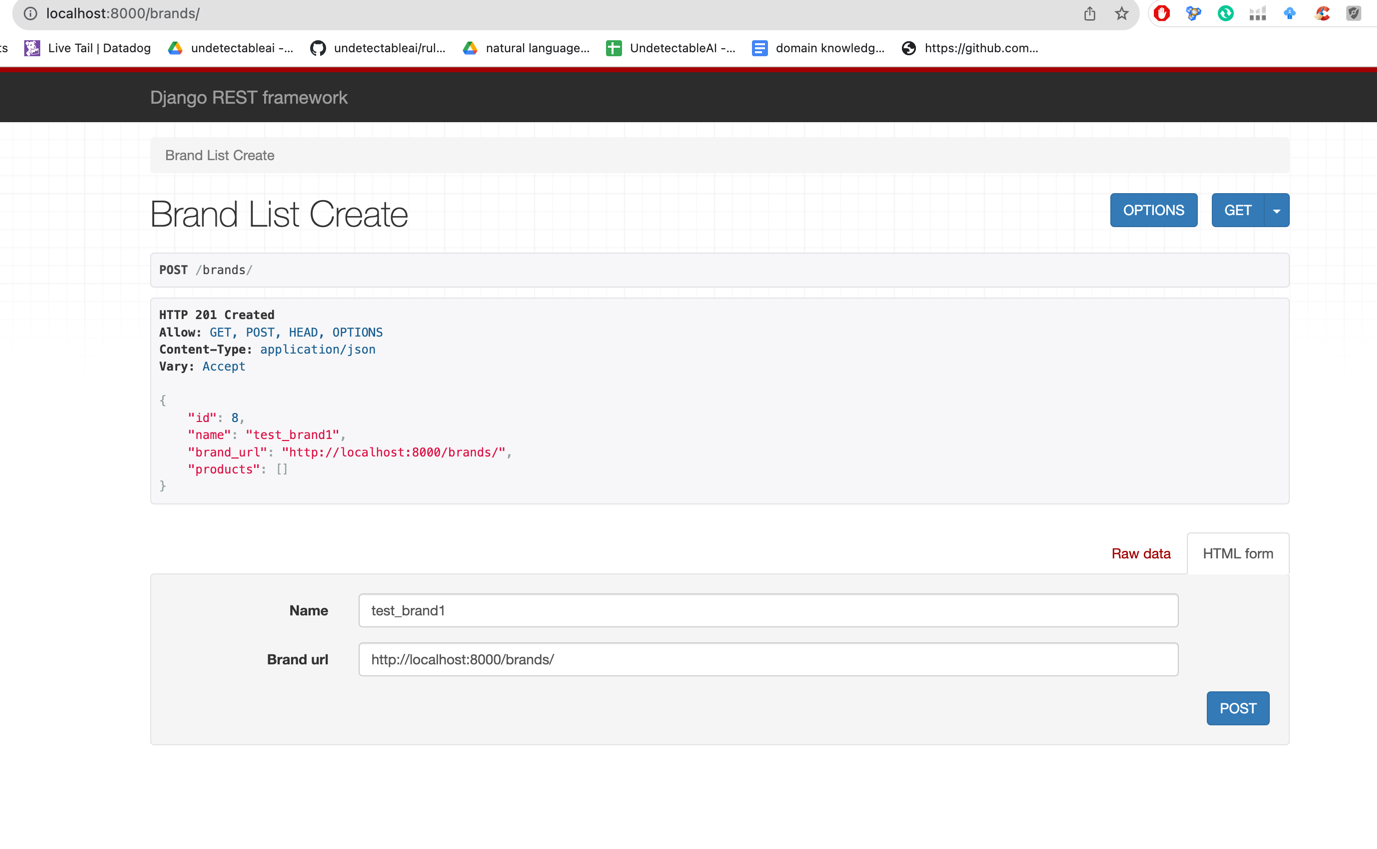 localhost:8000/brands/
ts Live Tail | Datadog undetectableai -... undetectableai/rul... natural language... UndetectableAI -... domain knowledg... https://github.com...
Django REST framework
Brand List Create
Brand List Create OPTIONS GET
POST /brands/
HTTP 201 Created
Allow: GET, POST, HEAD, OPTIONS
Content-Type: application/json
Vary: Accept
{
"id": 8,
"name": "test_brand1",
"brand_url": "http://localhost:8000/brands/",
"products": []
}
Raw data HTML form
Name test_brand1
Brand url http://localhost:8000/brands/
POST